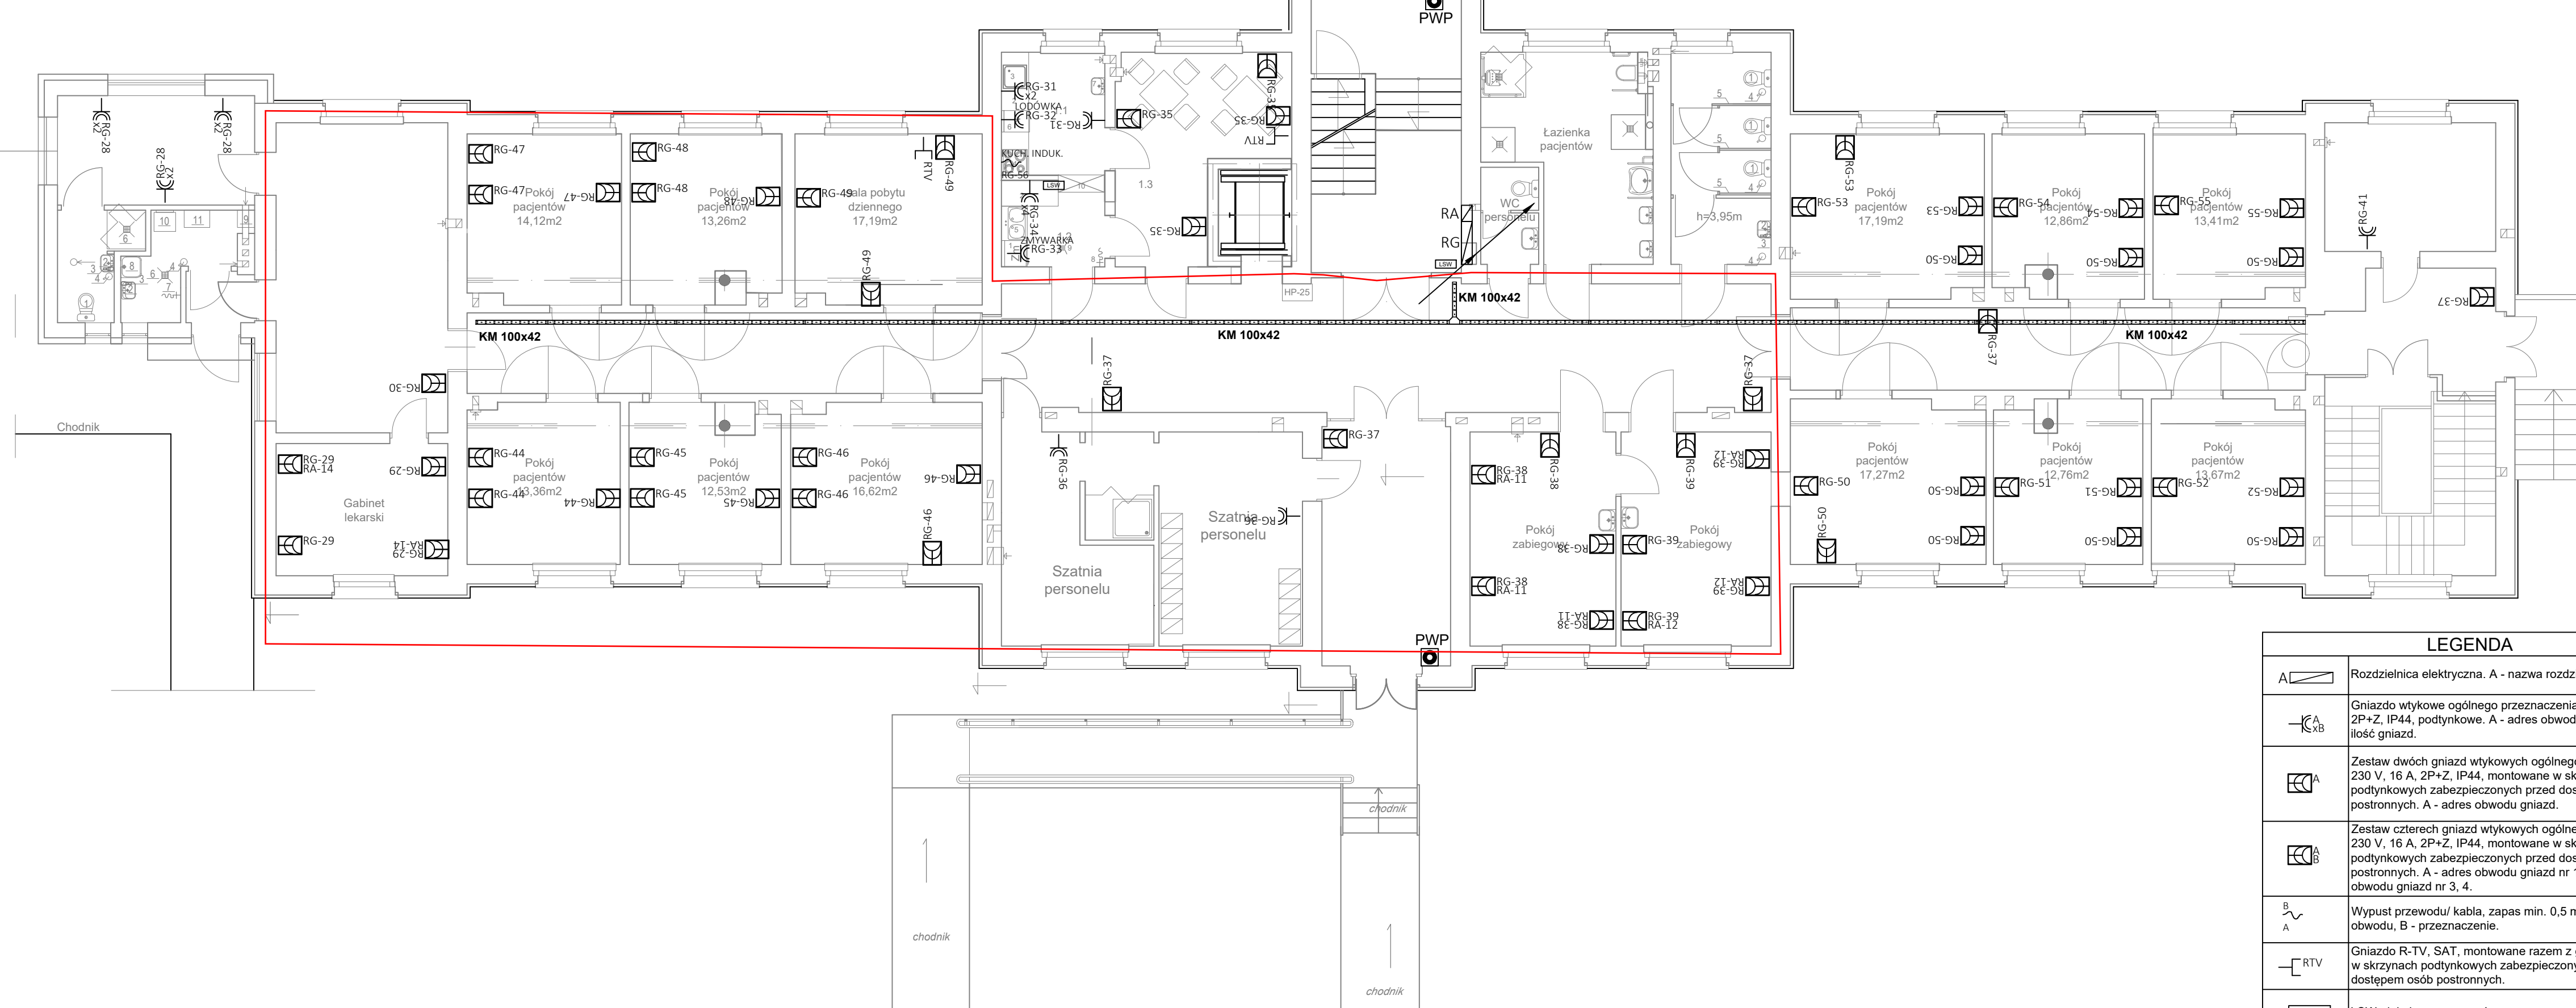 PWP
RG-28
x2
RG-28
x2
RG-28
x2
RG-31
x2
LODÓWKA
RG-32
RG-31
KUCH. INDUK.
RG-56
LSW
10
RG-34
x4
ZMYWARKA
RG-33
RG-35
RG-35
RG-35
RTV
RG-35
1.3
Łazienka
pacjentów
WC
personelu
h=3,95m
RA
RG
LSW
HP-25
RG-47
RG-47
RG-47
Pokój
pacjentów
14,12m2
RG-48
RG-48
RG-48
Pokój
pacjentów
13,26m2
RTV
RG-49
RG-49
RG-49
sala pobytu
dziennego
17,19m2
RG-53
RG-53
RG-53
RG-50
Pokój
pacjentów
17,19m2
RG-54
RG-54
RG-50
Pokój
pacjentów
12,86m2
RG-55
RG-55
RG-50
Pokój
pacjentów
13,41m2
RG-41
RG-37
KM 100x42
KM 100x42
KM 100x42
KM 100x42
RG-37
RG-37
RG-37
RG-37
RG-30
Chodnik
RG-29
RA-14
RG-29
RG-29
RA-14
RG-29
Gabinet
lekarski
RG-44
RG-44
RG-44
Pokój
pacjentów
13,36m2
RG-45
RG-45
RG-45
Pokój
pacjentów
12,53m2
RG-46
RG-46
RG-46
RG-46
Pokój
pacjentów
16,62m2
RG-36
Szatnia
personelu
RG-36
Szatnia
personelu
RG-38
RA-11
RG-38
RG-38
RG-38
RA-11
RG-38
RA-11
Pokój
zabiegowy
RG-39
RG-39
RA-12
RG-39
RG-39
RA-12
RG-39
RA-12
Pokój
zabiegowy
RG-50
RG-50
RG-50
RG-50
Pokój
pacjentów
17,27m2
RG-51
RG-51
RG-50
Pokój
pacjentów
12,76m2
RG-52
RG-52
RG-50
Pokój
pacjentów
13,67m2
PWP
chodnik
chodnik
chodnik
LEGENDA
A
Rozdzielnica elektryczna. A - nazwa rozdz
A
xB
Gniazdo wtykowe ogólnego przeznaczenia
2P+Z, IP44, podtynkowe. A - adres obwod
ilość gniazd.
A
Zestaw dwóch gniazd wtykowych ogólneg
230 V, 16 A, 2P+Z, IP44, montowane w sk
podtynkowych zabezpieczonych przed dos
postronnych. A - adres obwodu gniazd.
A
B
Zestaw czterech gniazd wtykowych ogólne
230 V, 16 A, 2P+Z, IP44, montowane w sk
podtynkowych zabezpieczonych przed dos
postronnych. A - adres obwodu gniazd nr
obwodu gniazd nr 3, 4.
B
A
Wypust przewodu/ kabla, zapas min. 0,5 m
obwodu, B - przeznaczenie.
RTV
Gniazdo R-TV, SAT, montowane razem z
w skrzynach podtynkowych zabezpieczony
dostępem osób postronnych.